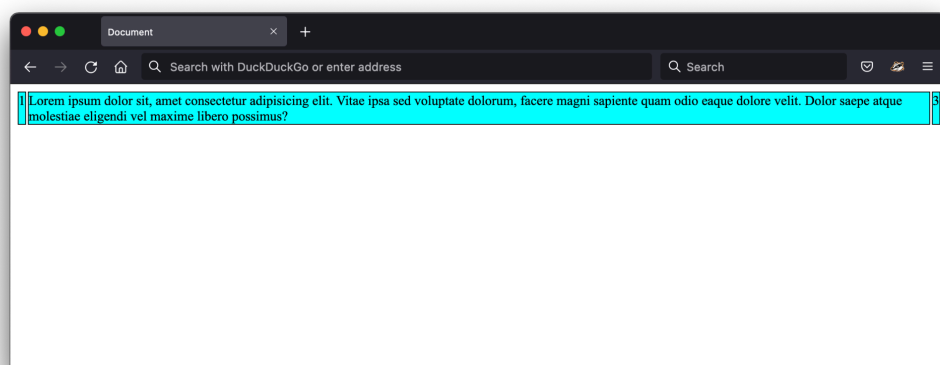 Document
Search with DuckDuckGo or enter address
Search
1
Lorem ipsum dolor sit, amet consectetur adipisicing elit. Vitae ipsa sed voluptate dolorum, facere magni sapiente quam odio eaque dolore velit. Dolor saepe atque
molestiae eligendi vel maxime libero possimus?
3